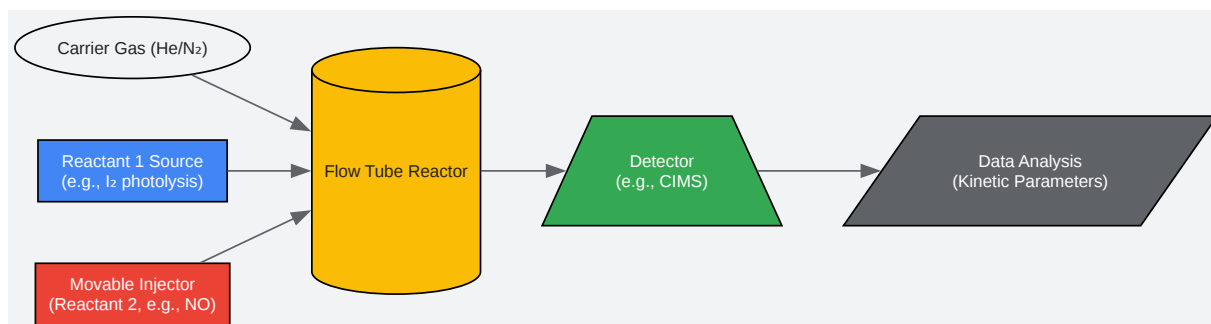 Carrier Gas (He/N₂)
Reactant 1 Source
(e.g., I₂ photolysis)
Movable Injector
(Reactant 2, e.g., NO)
Flow Tube Reactor
Detector
(e.g., CIMS)
Data Analysis
(Kinetic Parameters)